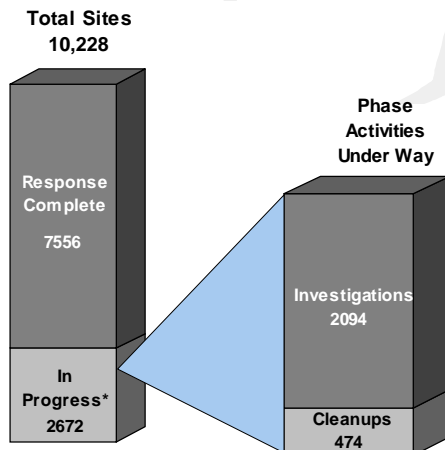 Total Sites
10,228
Response
Complete
7556
In
Progress*
2672
Phase
Activities
Under Way
Investigations
2094
Cleanups
474